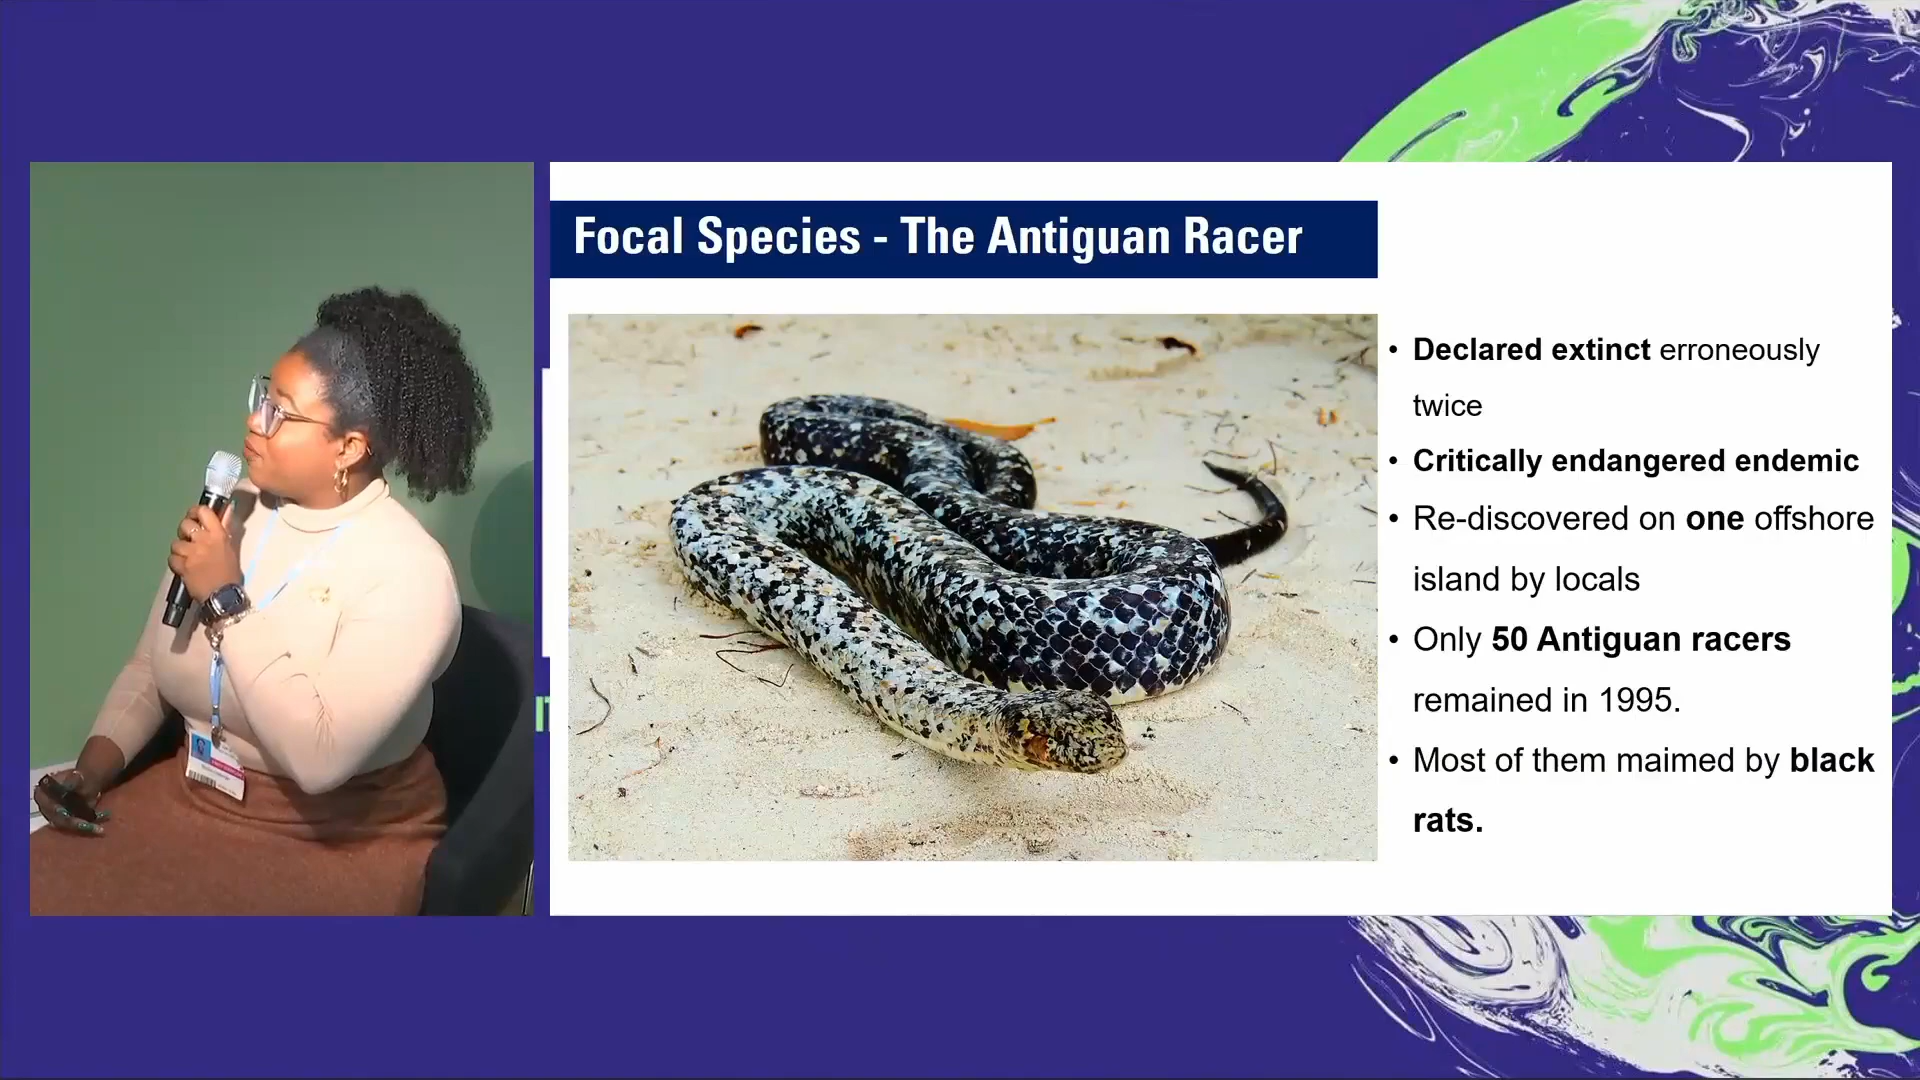 Focal Species - The Antiguan Racer
• Declared extinct erroneously
twice
• Critically endangered endemic
• Re-discovered on one offshore
island by locals
• Only 50 Antiguan racers
remained in 1995.
• Most of them maimed by black
rats.